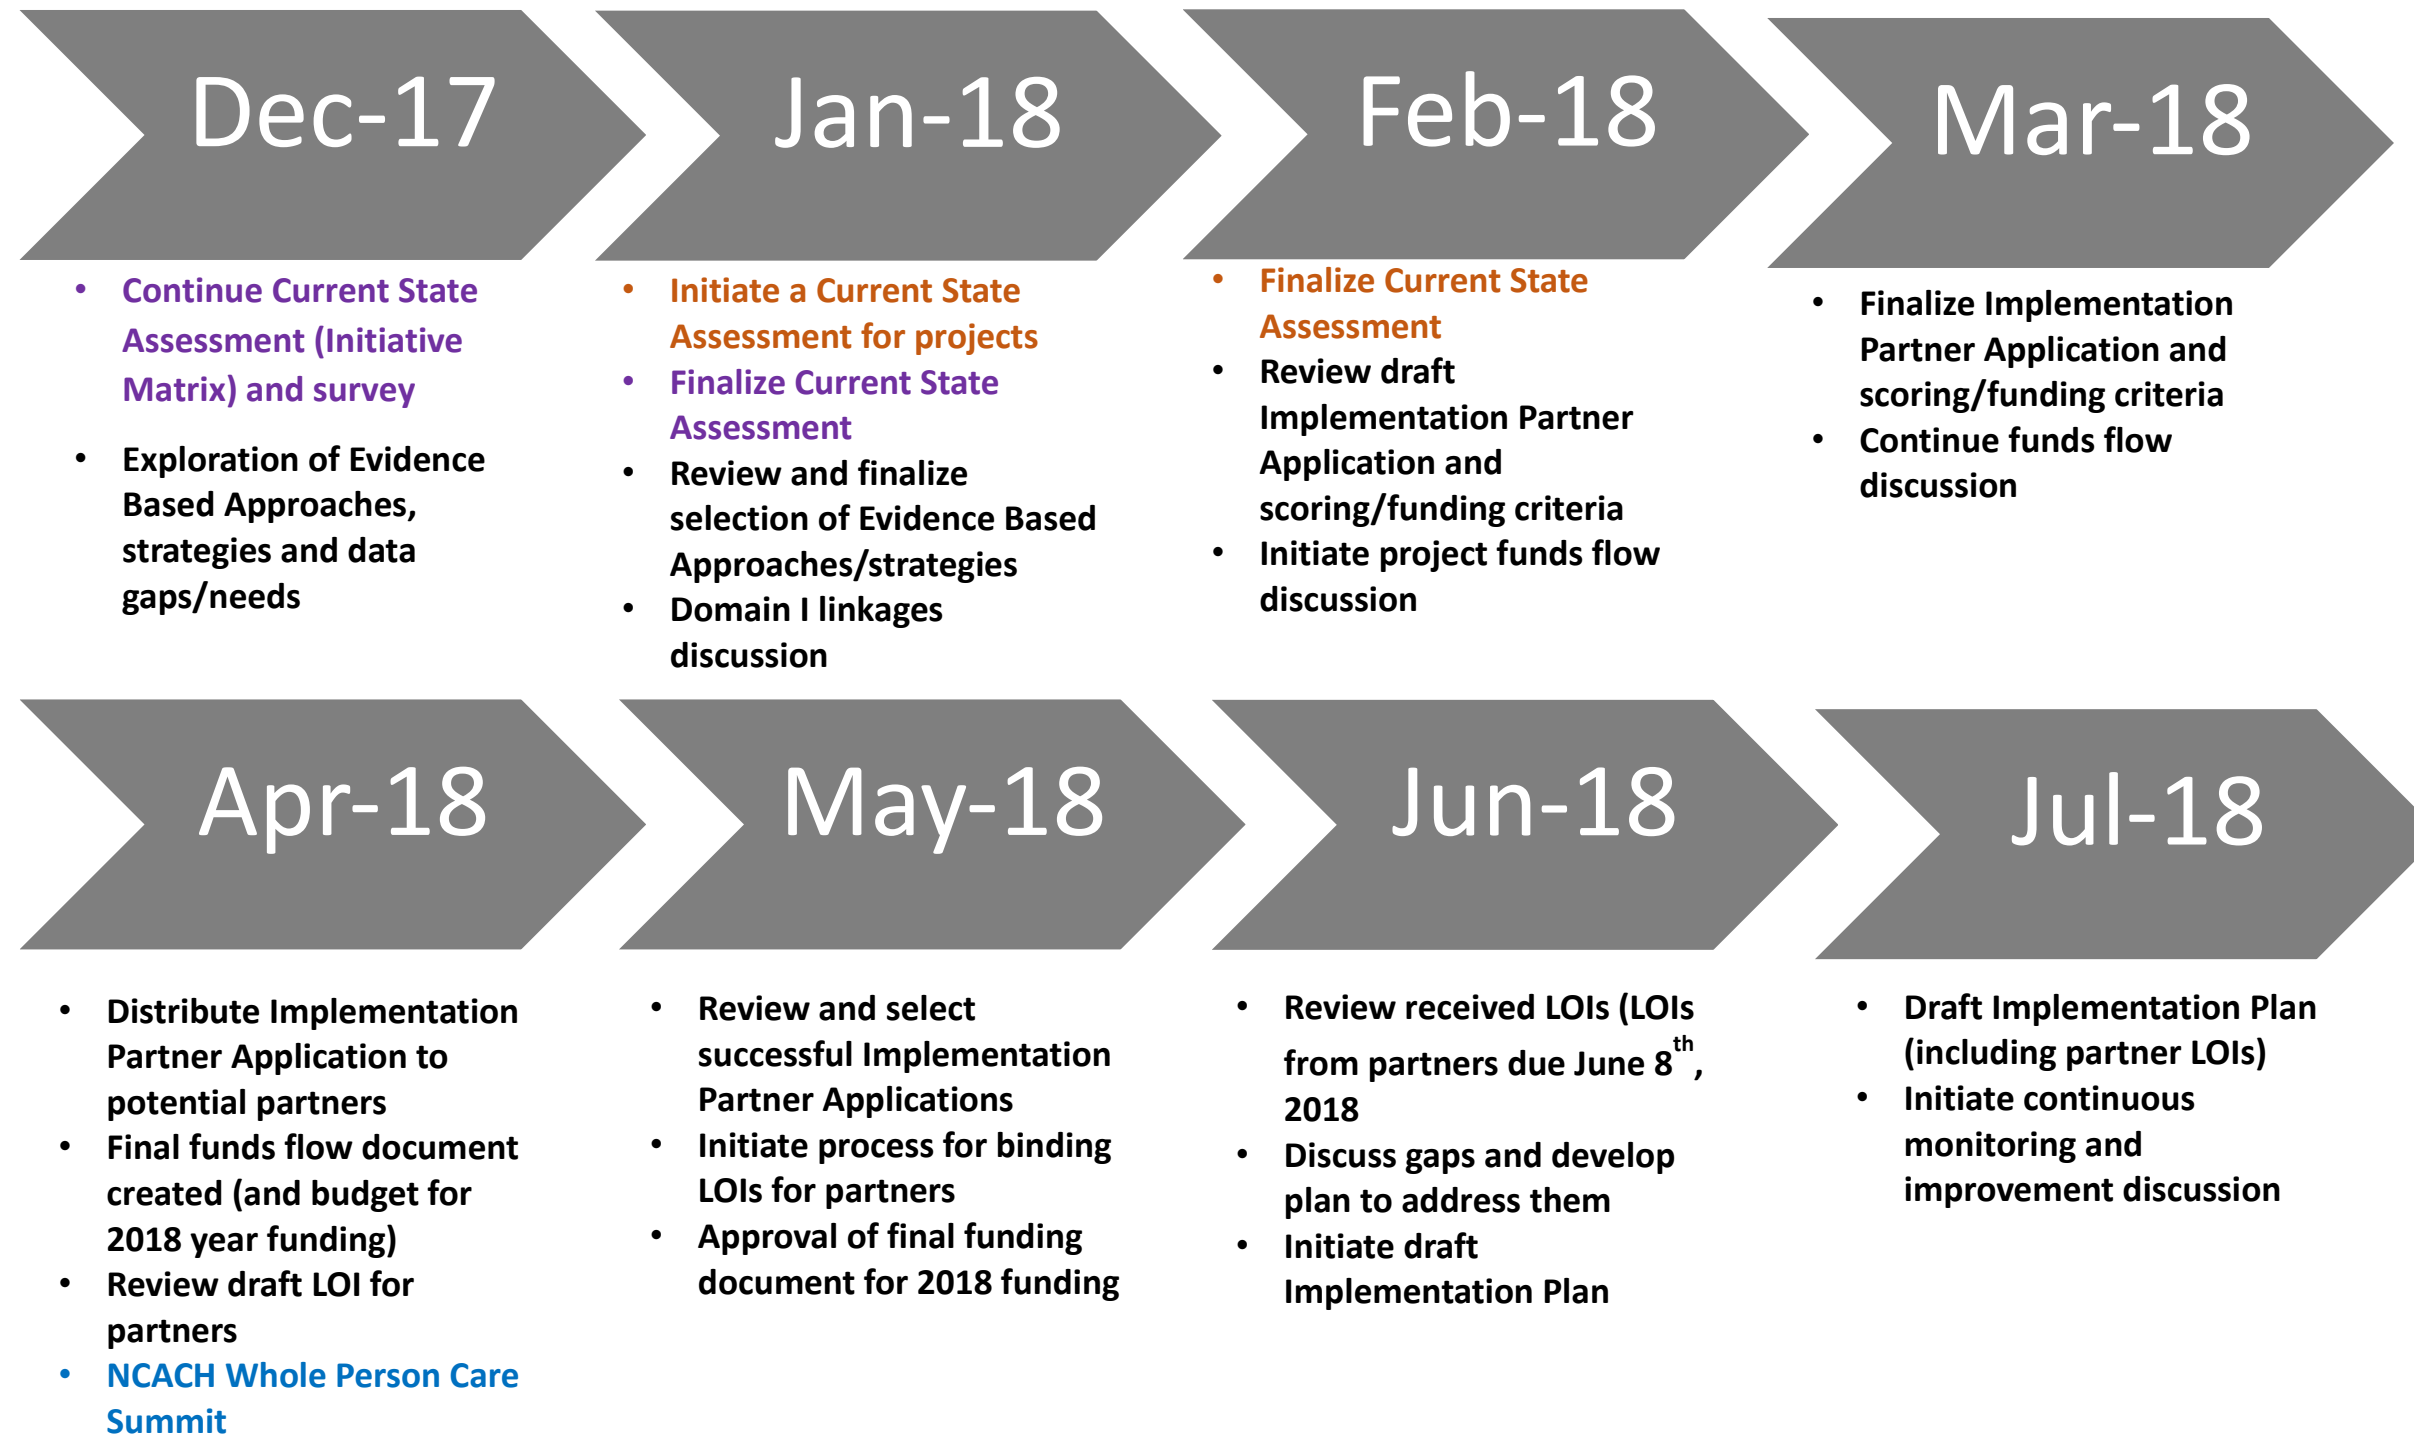 Dec-17
• Continue Current State
Assessment (Initiative
Matrix) and survey
• Exploration of Evidence
Based Approaches,
strategies and data
gaps/needs
Jan-18
• Initiate a Current State
Assessment for projects
• Finalize Current State
Assessment
• Review and finalize
selection of Evidence Based
Approaches/strategies
• Domain I linkages
discussion
Feb-18
• Finalize Current State
Assessment
• Review draft
Implementation Partner
Application and
scoring/funding criteria
• Initiate project funds flow
discussion
Mar-18
• Finalize Implementation
Partner Application and
scoring/funding criteria
• Continue funds flow
discussion
Apr-18
• Distribute Implementation
Partner Application to
potential partners
• Final funds flow document
created (and budget for
2018 year funding)
• Review draft LOI for
partners
• NCACH Whole Person Care
Summit
May-18
• Review and select
successful Implementation
Partner Applications
• Initiate process for binding
LOIs for partners
• Approval of final funding
document for 2018 funding
Jun-18
• Review received LOIs (LOIs
from partners due June 8th,
2018
• Discuss gaps and develop
plan to address them
• Initiate draft
Implementation Plan
Jul-18
• Draft Implementation Plan
(including partner LOIs)
• Initiate continuous
monitoring and
improvement discussion